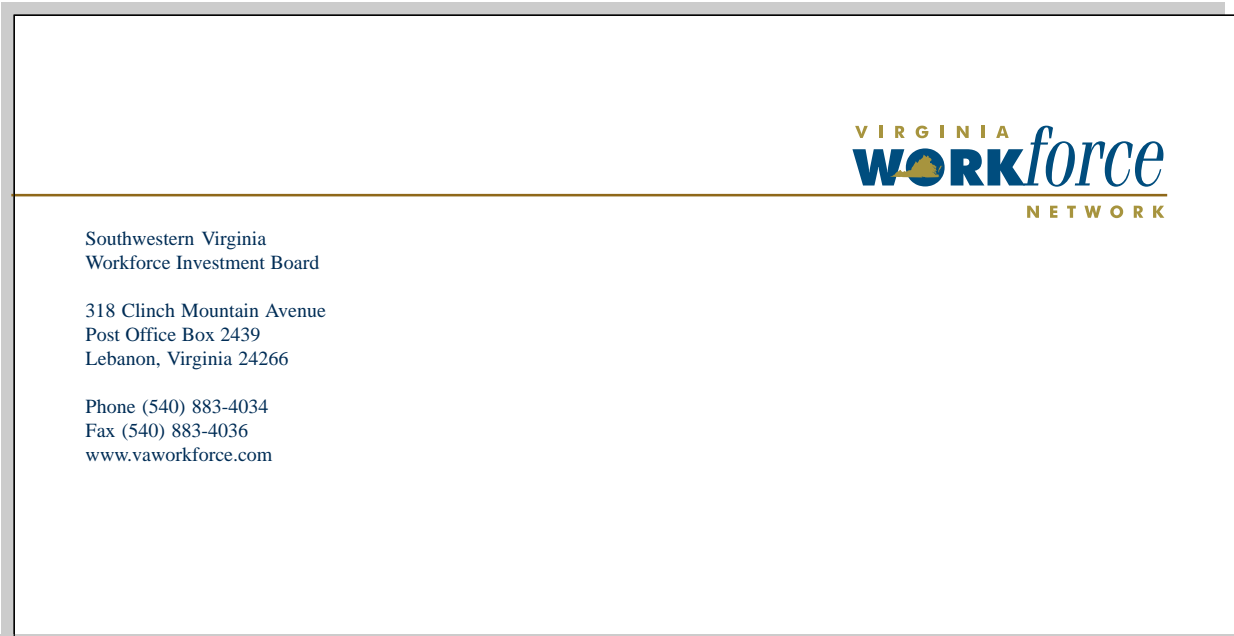 VIRGINIA
WORKforce
NETWORK
Southwestern Virginia
Workforce Investment Board
318 Clinch Mountain Avenue
Post Office Box 2439
Lebanon, Virginia 24266
Phone (540) 883-4034
Fax (540) 883-4036
www.vaworkforce.com